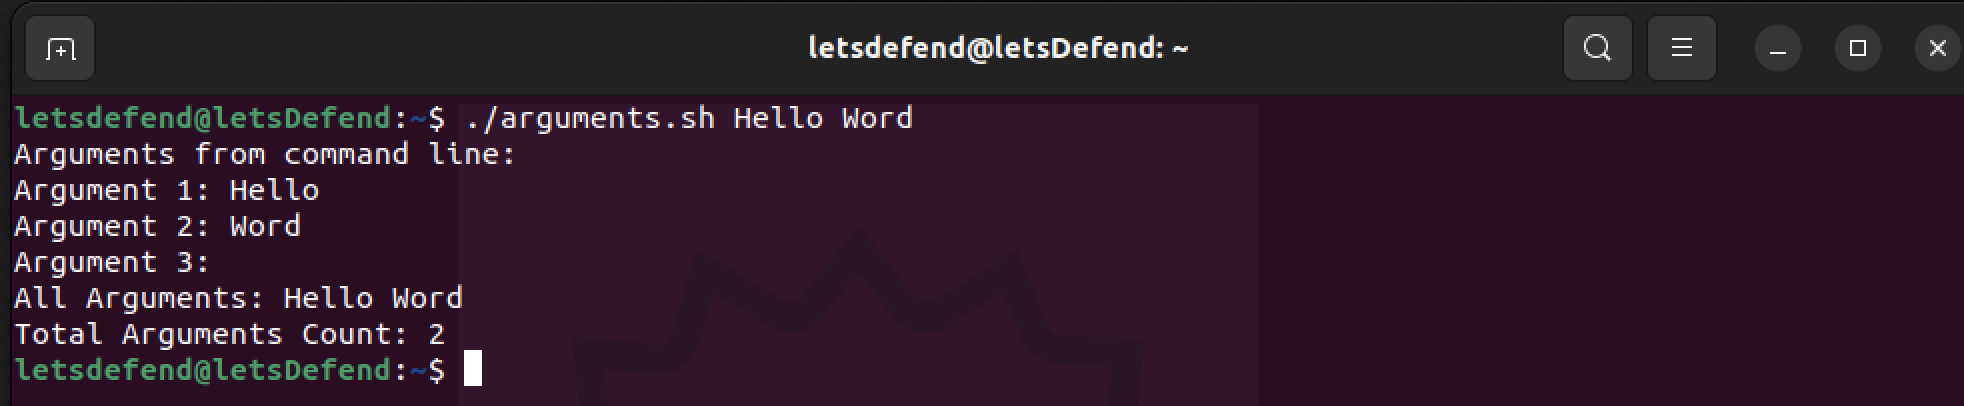 letsdefend@letsDefend: ~
letsdefend@letsDefend:~$ ./arguments.sh Hello Word
Arguments from command line:
Argument 1: Hello
Argument 2: Word
Argument 3:
All Arguments: Hello Word
Total Arguments Count: 2
letsdefend@letsDefend:~$